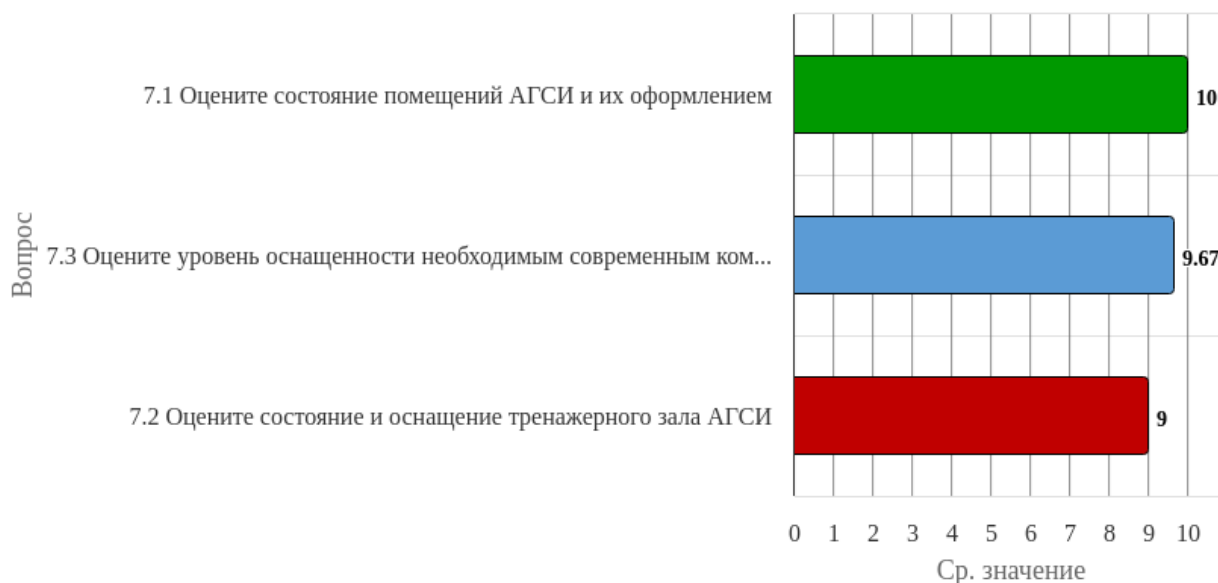 7.1 Оцените состояние помещений АГСИ и их оформлением
10
7.3 Оцените уровень оснащенности необходимым современным ком...
9.67
7.2 Оцените состояние и оснащение тренажерного зала АГСИ
9
Вопрос
0 1 2 3 4 5 6 7 8 9 10
Ср. значение